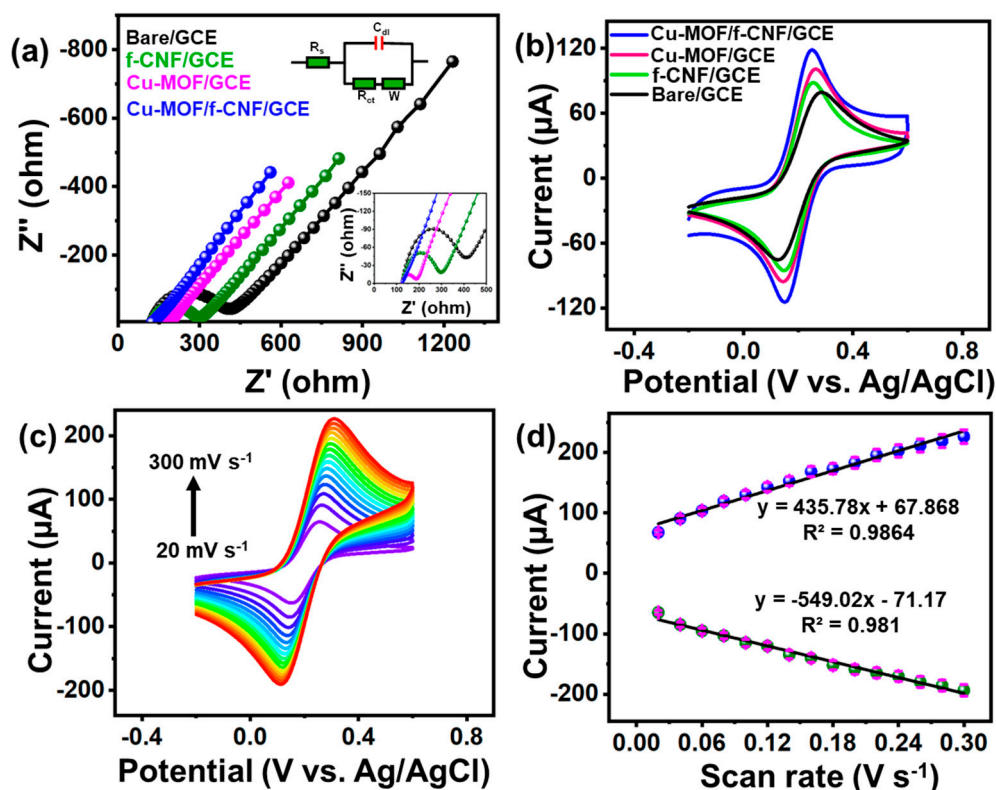 (a)
Bare/GCE
f-CNF/GCE
Cu-MOF/GCE
Cu-MOF/f-CNF/GCE
Rs
Cdl
Rct
W
-800
-600
-400
-200
Z'' (ohm)
0
300
600
900
1200
Z' (ohm)
-150
-120
-90
-60
-30
0
Z'' (ohm)
0
100
200
300
400
500
Z' (ohm)
(b)
Cu-MOF/f-CNF/GCE
Cu-MOF/GCE
f-CNF/GCE
Bare/GCE
120
60
0
-60
-120
Current (µA)
-0.4
0.0
0.4
0.8
Potential (V vs. Ag/AgCl)
(c)
300 mV s⁻¹
20 mV s⁻¹
200
100
0
-100
-200
Current (µA)
-0.4
0.0
0.4
0.8
Potential (V vs. Ag/AgCl)
(d)
y = 435.78x + 67.868
R² = 0.9864
y = -549.02x - 71.17
R² = 0.981
200
100
0
-100
-200
Current (µA)
0.00
0.06
0.12
0.18
0.24
0.30
Scan rate (V s⁻¹)